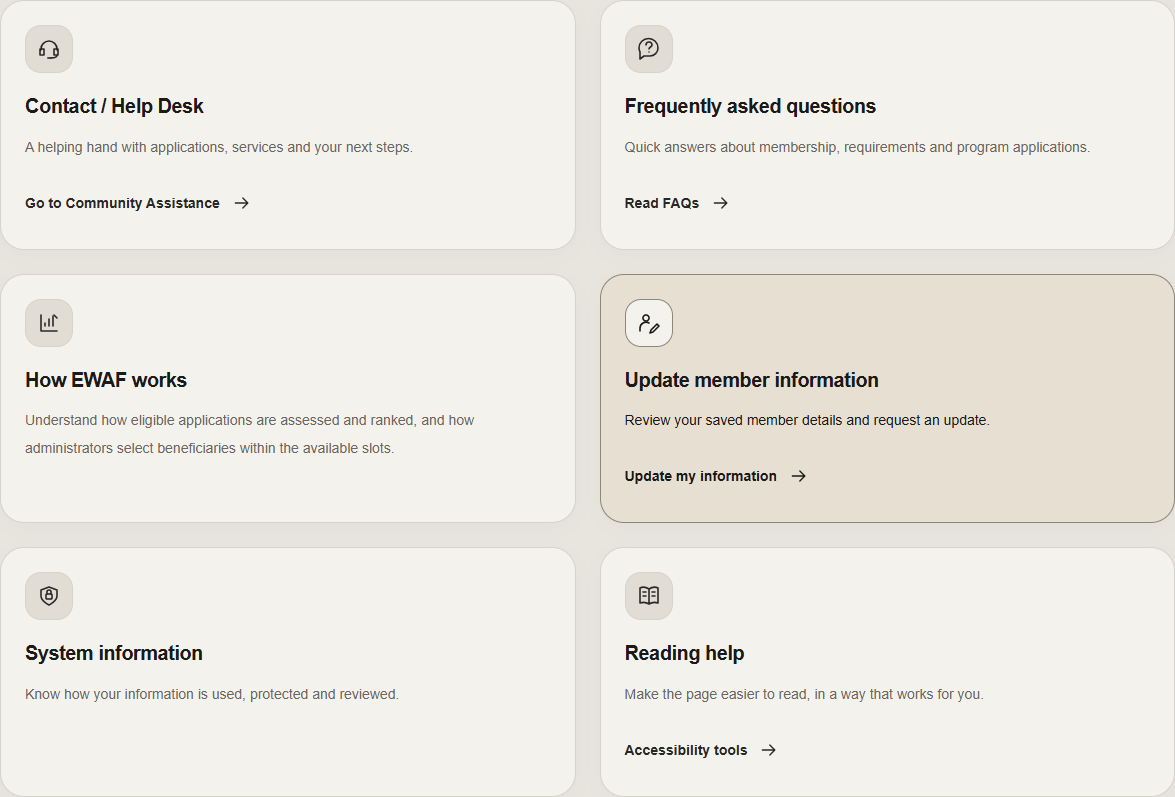 Contact / Help Desk
A helping hand with applications, services and your next steps.
Go to Community Assistance
Frequently asked questions
Quick answers about membership, requirements and program applications.
Read FAQs
How EWAF works
Understand how eligible applications are assessed and ranked, and how
administrators select beneficiaries within the available slots.
Update member information
Review your saved member details and request an update.
Update my information
System information
Know how your information is used, protected and reviewed.
Reading help
Make the page easier to read, in a way that works for you.
Accessibility tools